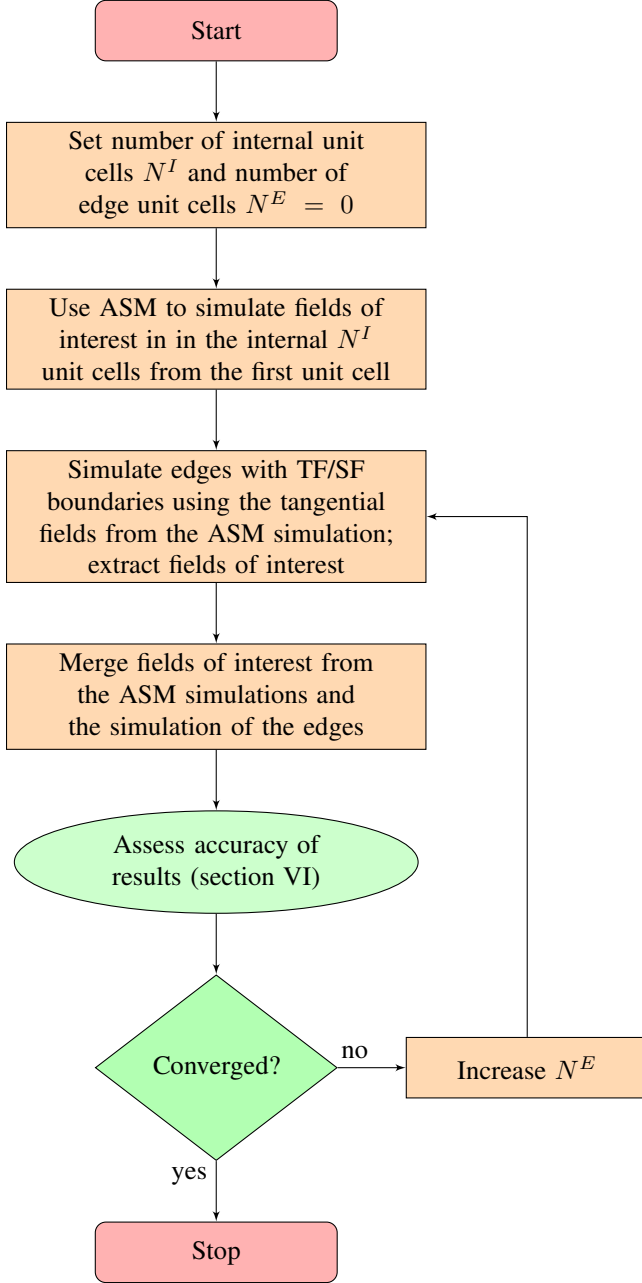 Start
Set number of internal unit
cells N^I and number of
edge unit cells N^E = 0
Use ASM to simulate fields of
interest in in the internal N^I
unit cells from the first unit cell
Simulate edges with TF/SF
boundaries using the tangential
fields from the ASM simulation;
extract fields of interest
Merge fields of interest from
the ASM simulations and
the simulation of the edges
Assess accuracy of
results (section VI)
Converged?
no
Increase N^E
yes
Stop